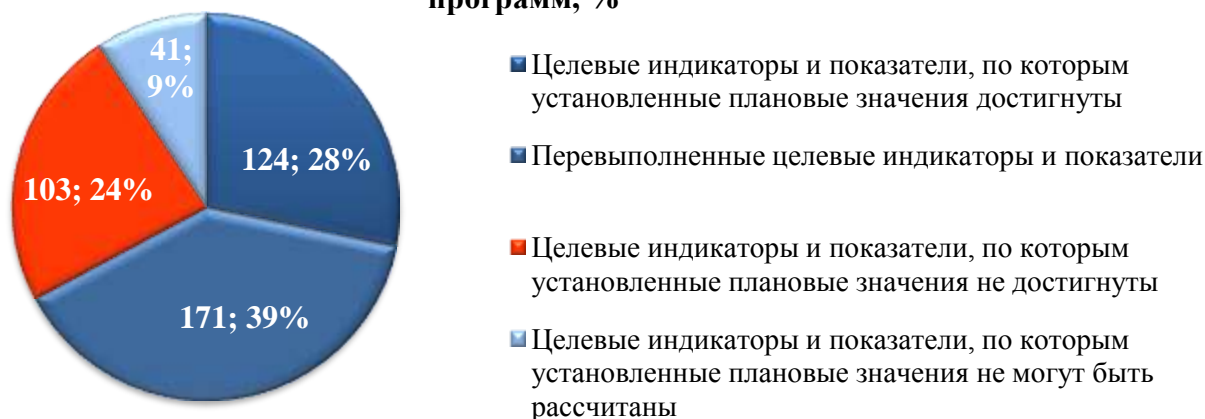 программ, %
41;
9%
124; 28%
103; 24%
171; 39%
Целевые индикаторы и показатели, по которым
установленные плановые значения достигнуты
Перевыполненные целевые индикаторы и показатели
Целевые индикаторы и показатели, по которым
установленные плановые значения не достигнуты
Целевые индикаторы и показатели, по которым
установленные плановые значения не могут быть
рассчитаны